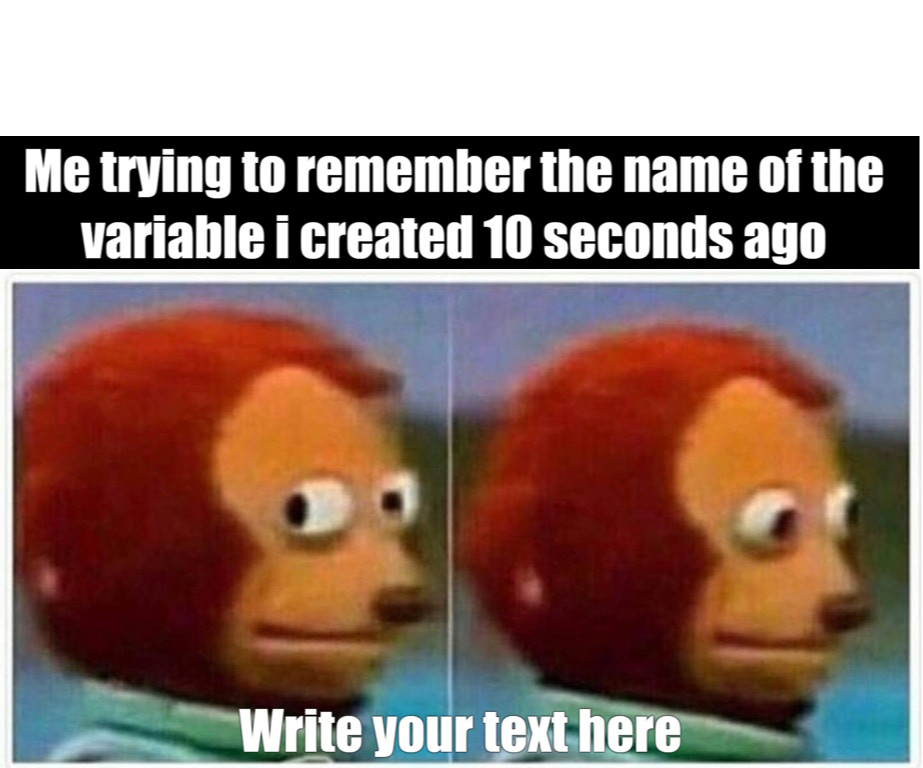 Me trying to remember the name of the
variable i created 10 seconds ago
Write your text here